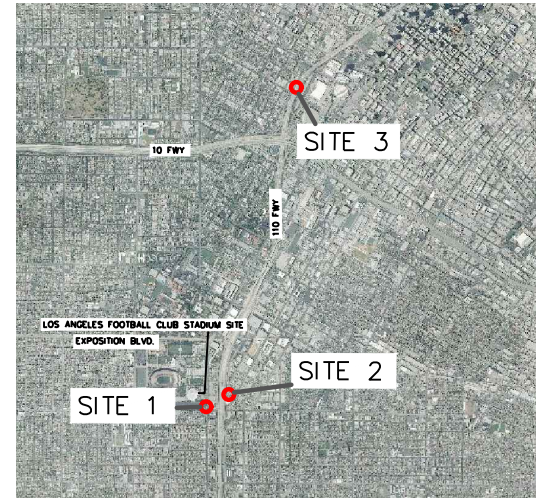 SITE 3
10 FWY
110 FWY
LOS ANGELES FOOTBALL CLUB STADIUM SITE
EXPOSITION BLVD.
SITE 2
SITE 1